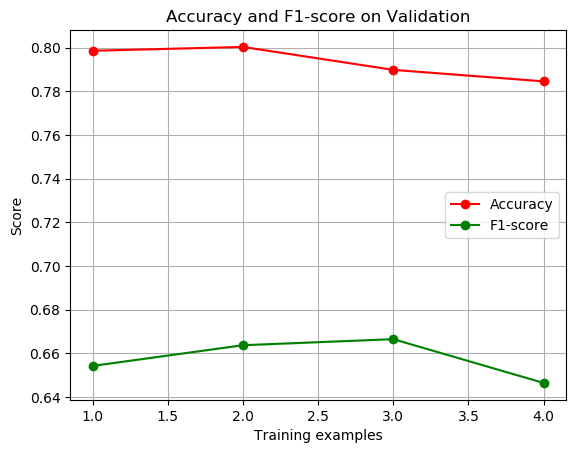 Accuracy and F1-score on Validation
0.80
0.78
0.76
0.74
0.72
0.70
0.68
0.66
0.64
Score
Accuracy
F1-score
1.0 1.5 2.0 2.5 3.0 3.5 4.0
Training examples